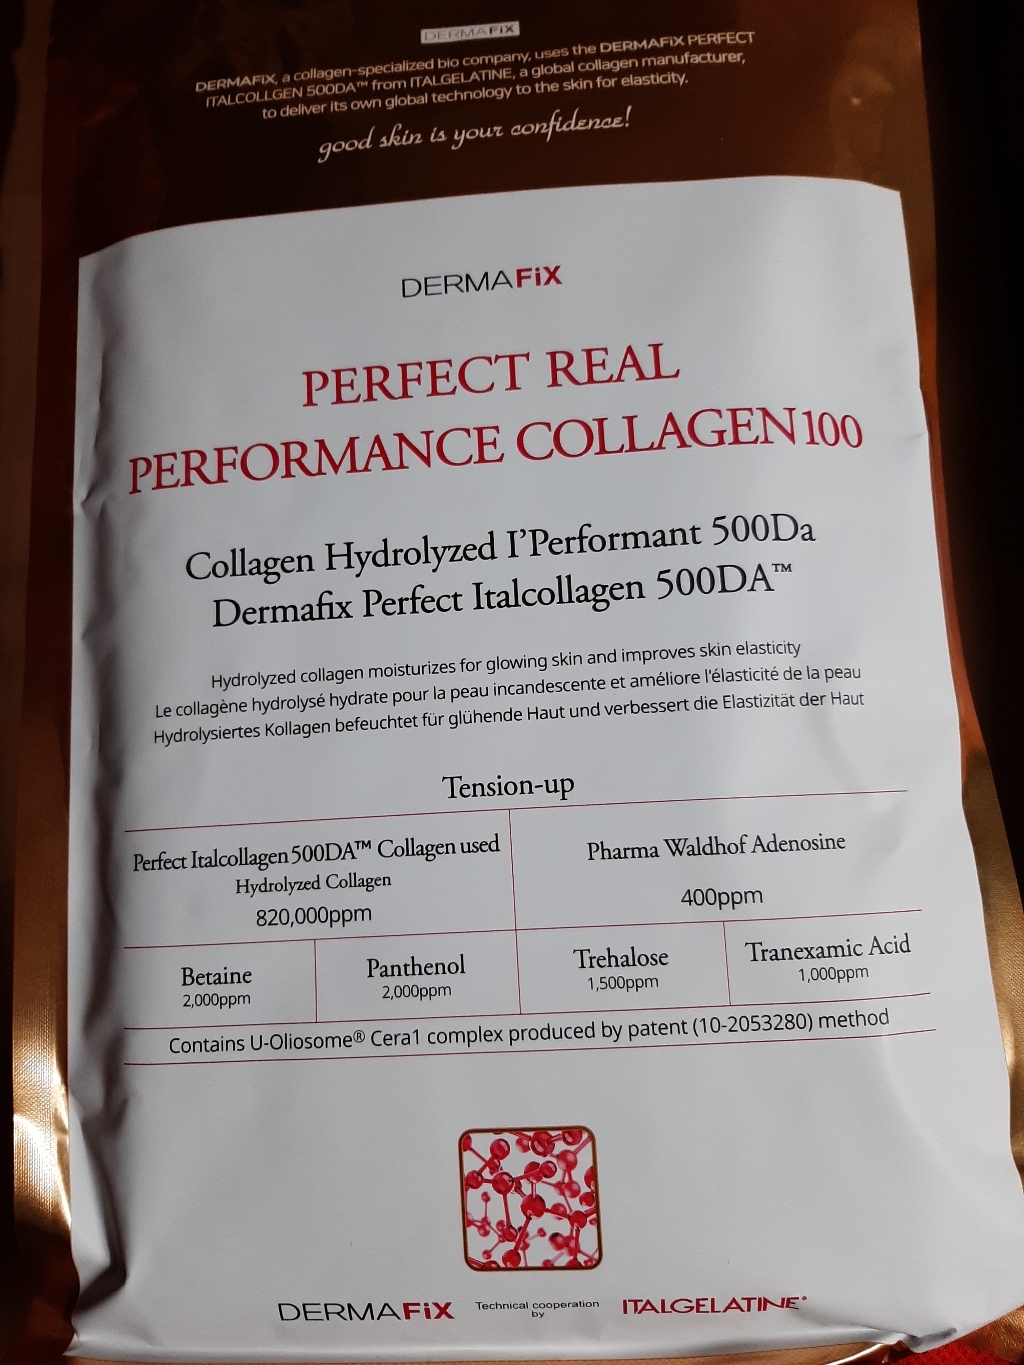 DERMAFiX
DERMAFiX, a collagen-specialized bio company, uses the DERMAFiX PERFECT
ITALCOLLGEN 500DA™ from ITALGELATINE, a global collagen manufacturer,
to deliver its own global technology to the skin for elasticity.
good skin is your confidence!
DERMAFiX
PERFECT REAL
PERFORMANCE COLLAGEN100
Collagen Hydrolyzed I'Performant 500Da
Dermafix Perfect Italcollagen 500DA™
Hydrolyzed collagen moisturizes for glowing skin and improves skin elasticity
Le collagène hydrolysé hydrate pour la peau incandescente et améliore l'élasticité de la peau
Hydrolysiertes Kollagen befeuchtet für glühende Haut und verbessert die Elastizität der Haut
Tension-up
Perfect Italcollagen 500DA™ Collagen used
Hydrolyzed Collagen
820,000ppm
Pharma Waldhof Adenosine
400ppm
Betaine
2,000ppm
Panthenol
2,000ppm
Trehalose
1,500ppm
Tranexamic Acid
1,000ppm
Contains U-Oliosome® Cera1 complex produced by patent (10-2053280) method
DERMAFiX Technical cooperation by ITALGELATINE®